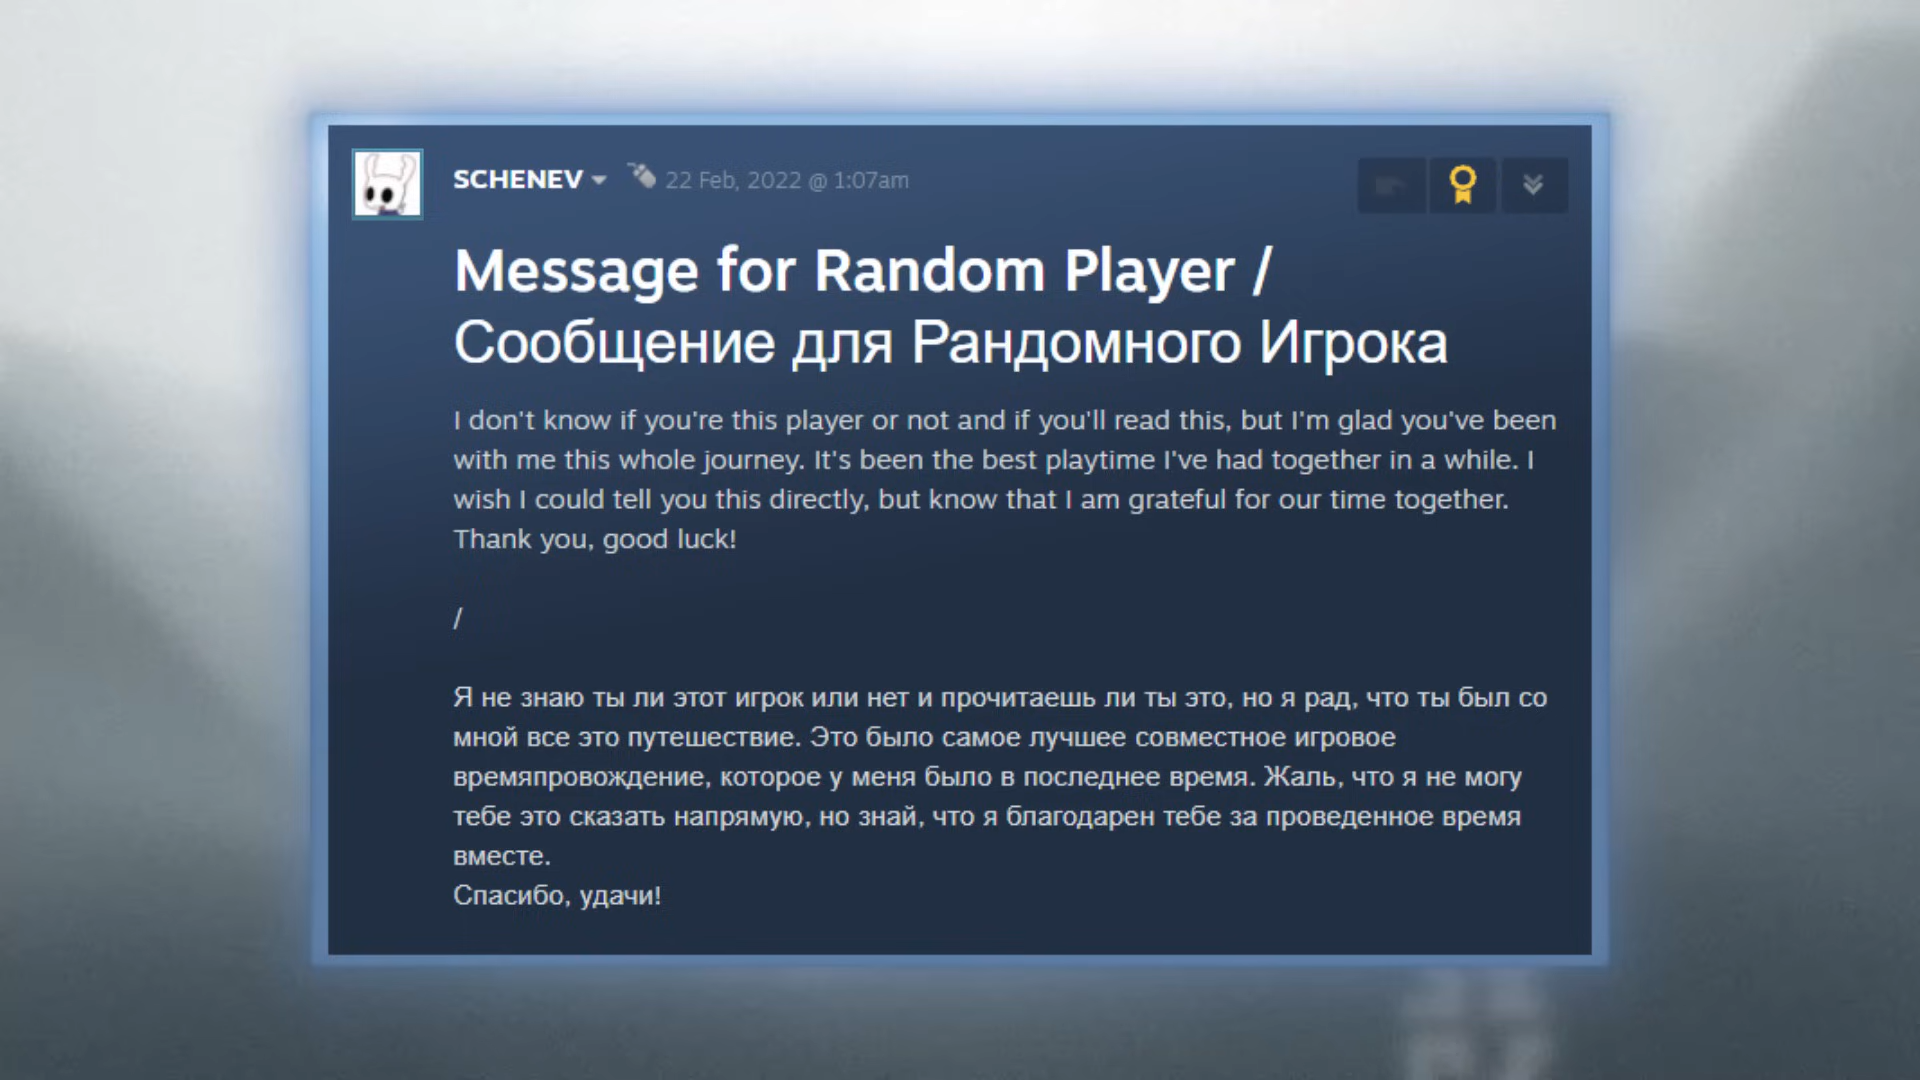 SCHENEV 22 Feb, 2022 @ 1:07am
Message for Random Player /
Сообщение для Рандомного Игрока
I don't know if you're this player or not and if you'll read this, but I'm glad you've been
with me this whole journey. It's been the best playtime I've had together in a while. I
wish I could tell you this directly, but know that I am grateful for our time together.
Thank you, good luck!
/
Я не знаю ты ли этот игрок или нет и прочитаешь ли ты это, но я рад, что ты был со
мной все это путешествие. Это было самое лучшее совместное игровое
времяпровождение, которое у меня было в последнее время. Жаль, что я не могу
тебе это сказать напрямую, но знай, что я благодарен тебе за проведенное время
вместе.
Спасибо, удачи!